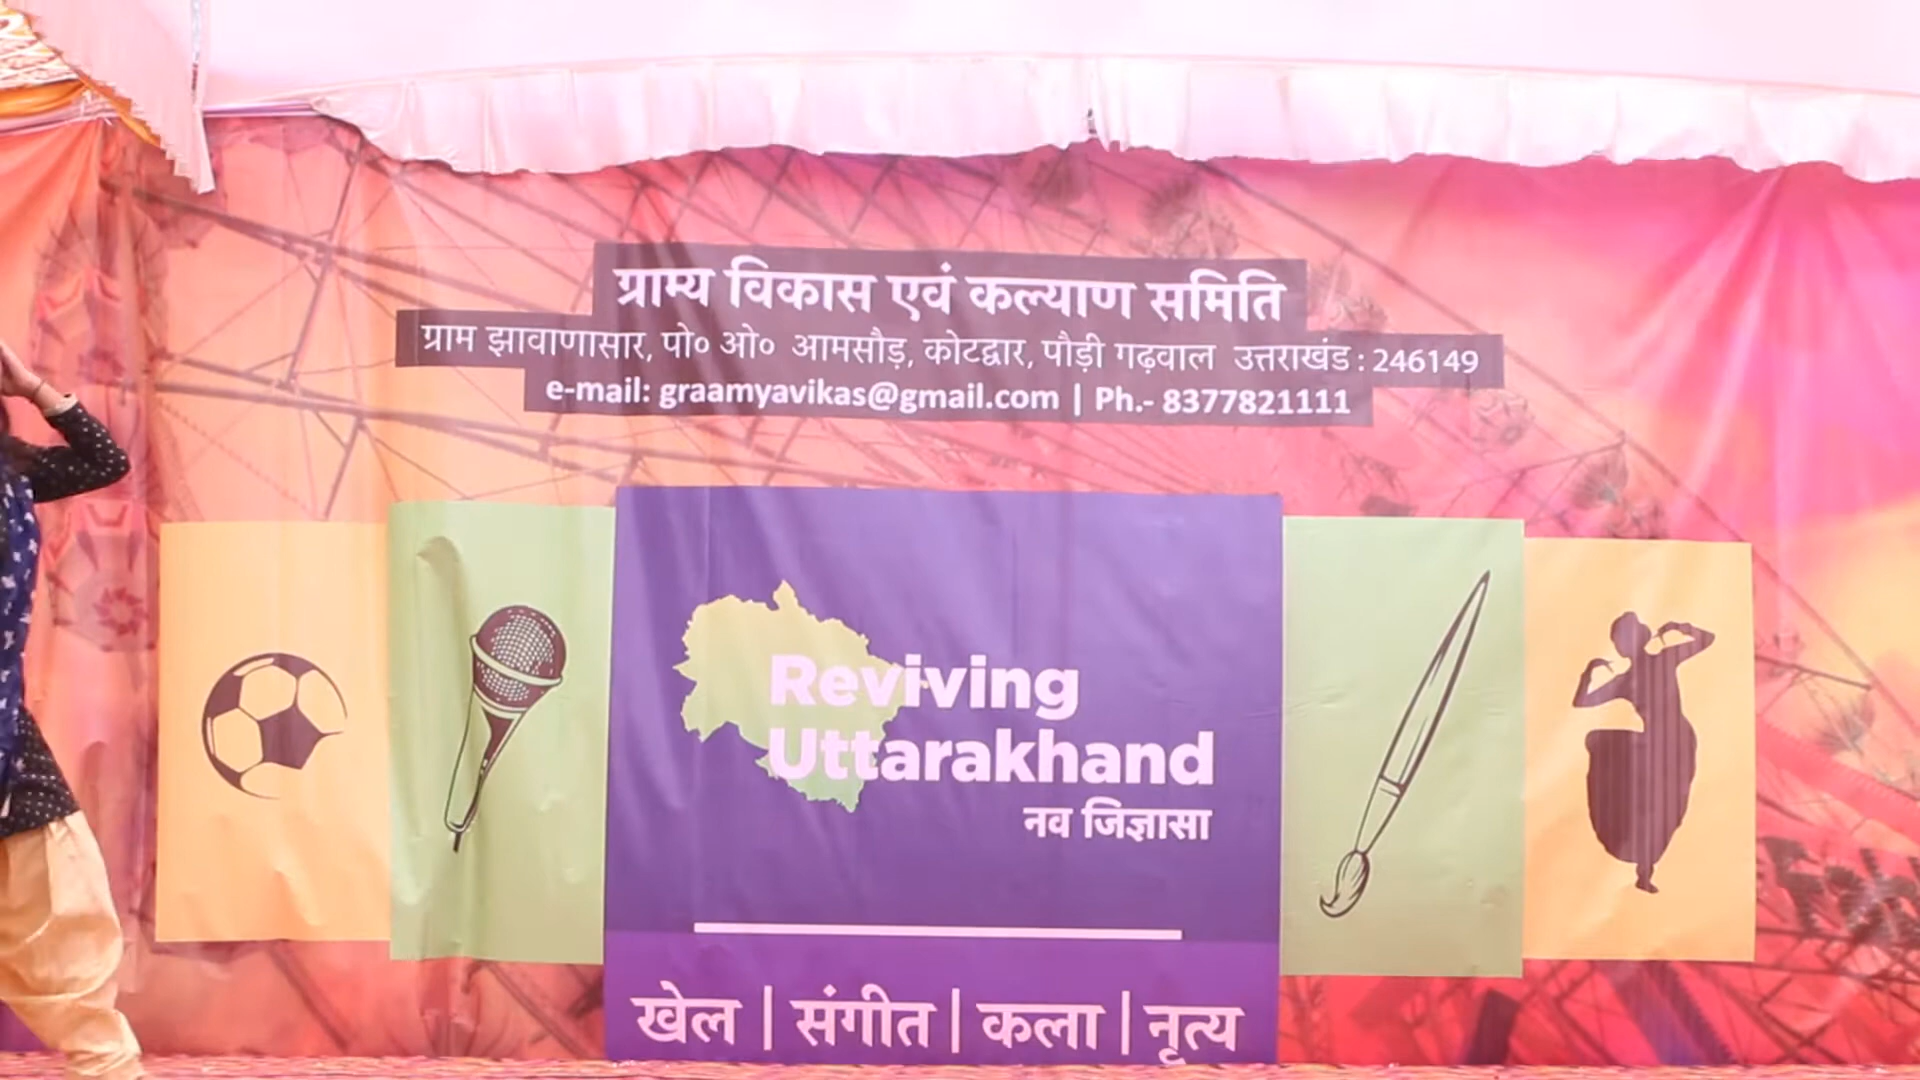 ग्राम्य विकास एवं कल्याण समिति
ग्राम झावाणासार, पो० ओ० आमसौड़, कोटद्वार, पौड़ी गढ़वाल उत्तराखंड : 246149
e-mail: graamyavikas@gmail.com | Ph.- 8377821111
Reviving
Uttarakhand
नव जिज्ञासा
खेल | संगीत | कला | नृत्य